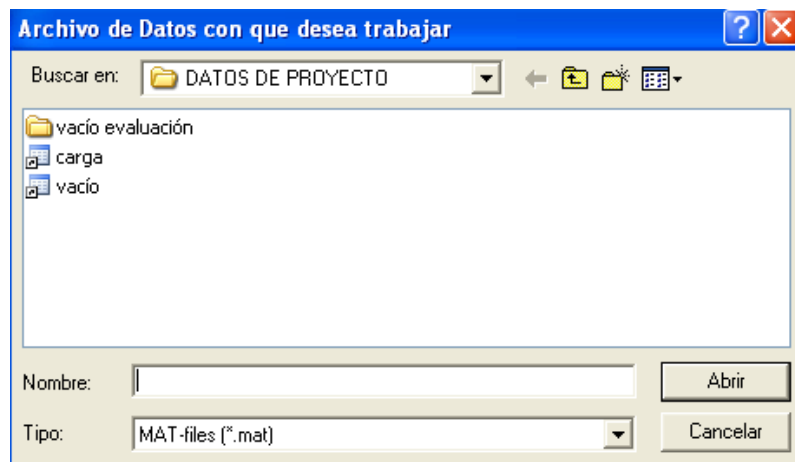 Archivo de Datos con que desea trabajar
Buscar en: DATOS DE PROYECTO
vacío evaluación
carga
vacío
Nombre: Abrir
Tipo: MAT-files (*.mat) Cancelar